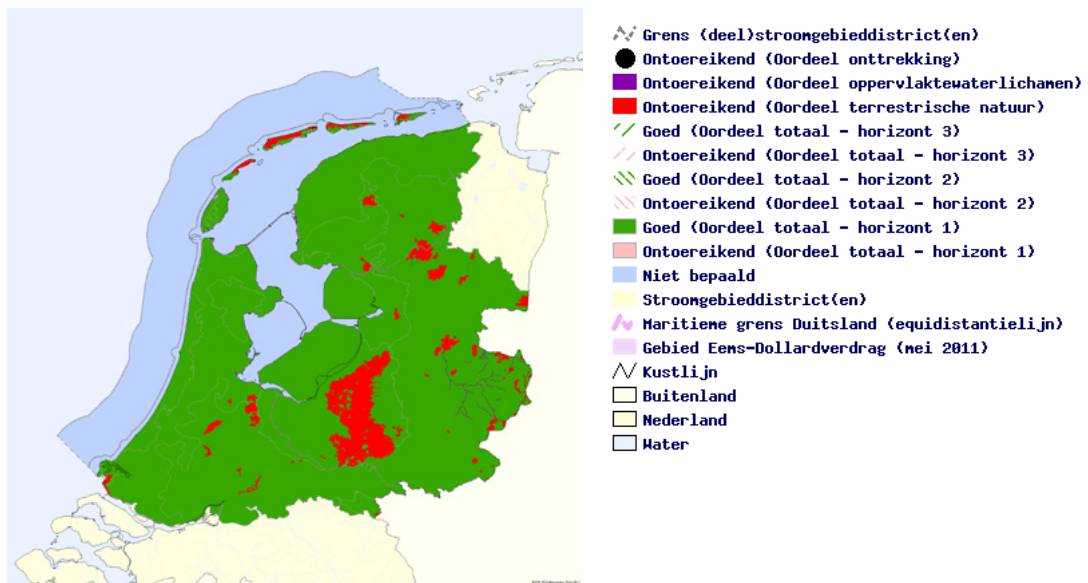 Grens (deel)stroomgebieddistrict(en)
Ontoereikend (Oordeel onttrekking)
Ontoereikend (Oordeel oppervlaktewaterlichamen)
Ontoereikend (Oordeel terrestrische natuur)
Goed (Oordeel totaal - horizont 3)
Ontoereikend (Oordeel totaal - horizont 3)
Goed (Oordeel totaal - horizont 2)
Ontoereikend (Oordeel totaal - horizont 2)
Goed (Oordeel totaal - horizont 1)
Ontoereikend (Oordeel totaal - horizont 1)
Niet bepaald
Stroomgebieddistrict(en)
Maritieme grens Duitsland (equidistantielijn)
Gebied Eems-Dollardverdrag (mei 2011)
Kustlijn
Buitenland
Nederland
Water